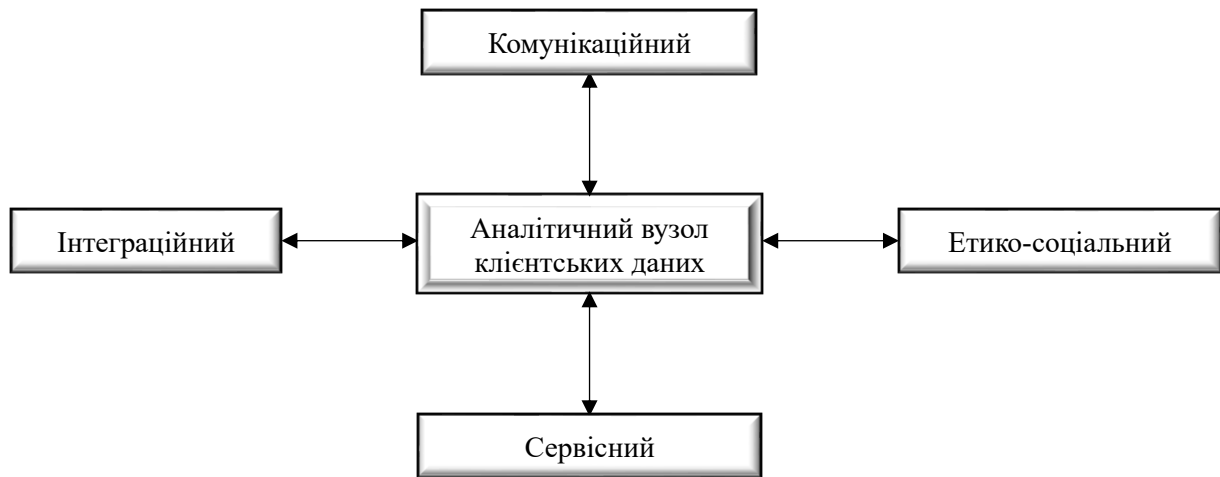 Комунікаційний
Інтеграційний
Аналітичний вузол
клієнтських даних
Етико-соціальний
Сервісний